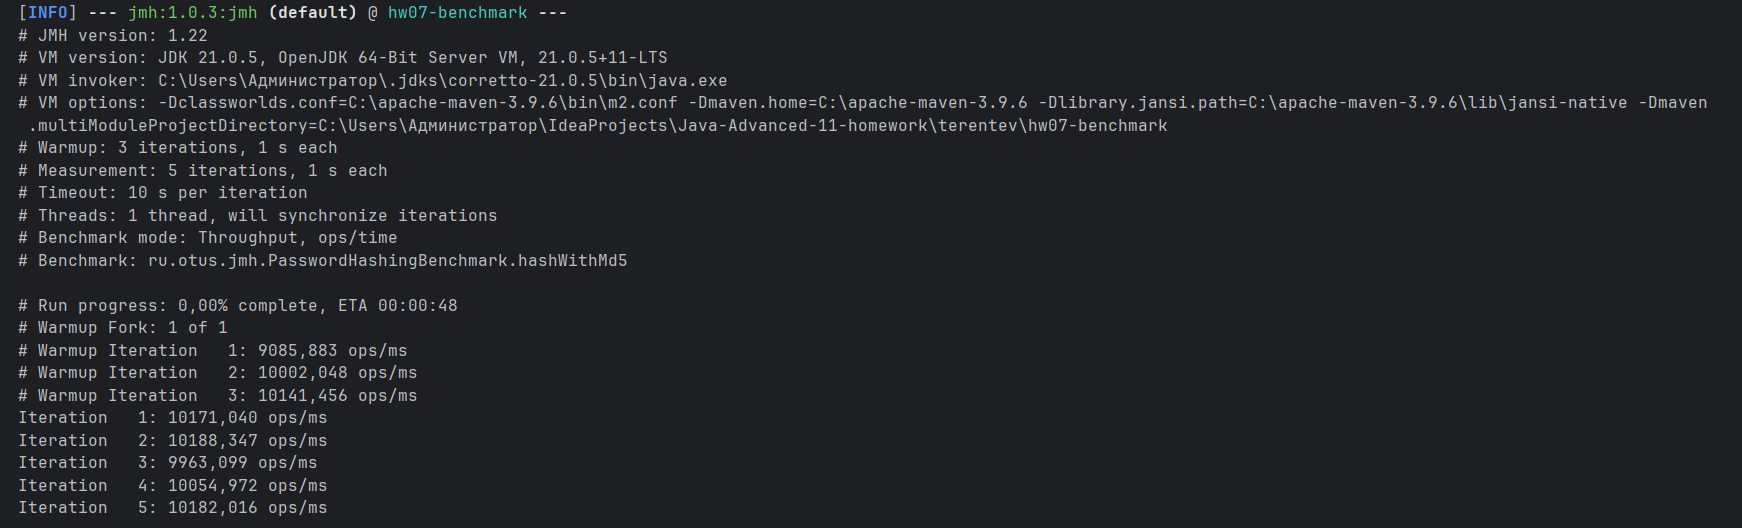 [INFO] --- jmh:1.0.3:jmh (default) @ hw07-benchmark ---
# JMH version: 1.22
# VM version: JDK 21.0.5, OpenJDK 64-Bit Server VM, 21.0.5+11-LTS
# VM invoker: C:\Users\Администратор\.jdks\corretto-21.0.5\bin\java.exe
# VM options: -Dclassworlds.conf=C:\apache-maven-3.9.6\bin\m2.conf -Dmaven.home=C:\apache-maven-3.9.6 -Dlibrary.jansi.path=C:\apache-maven-3.9.6\lib\jansi-native -Dmaven
.multiModuleProjectDirectory=C:\Users\Администратор\IdeaProjects\Java-Advanced-11-homework\terentev\hw07-benchmark
# Warmup: 3 iterations, 1 s each
# Measurement: 5 iterations, 1 s each
# Timeout: 10 s per iteration
# Threads: 1 thread, will synchronize iterations
# Benchmark mode: Throughput, ops/time
# Benchmark: ru.otus.jmh.PasswordHashingBenchmark.hashWithMd5
# Run progress: 0,00% complete, ETA 00:00:48
# Warmup Fork: 1 of 1
# Warmup Iteration   1: 9085,883 ops/ms
# Warmup Iteration   2: 10002,048 ops/ms
# Warmup Iteration   3: 10141,456 ops/ms
Iteration   1: 10171,040 ops/ms
Iteration   2: 10188,347 ops/ms
Iteration   3: 9963,099 ops/ms
Iteration   4: 10054,972 ops/ms
Iteration   5: 10182,016 ops/ms